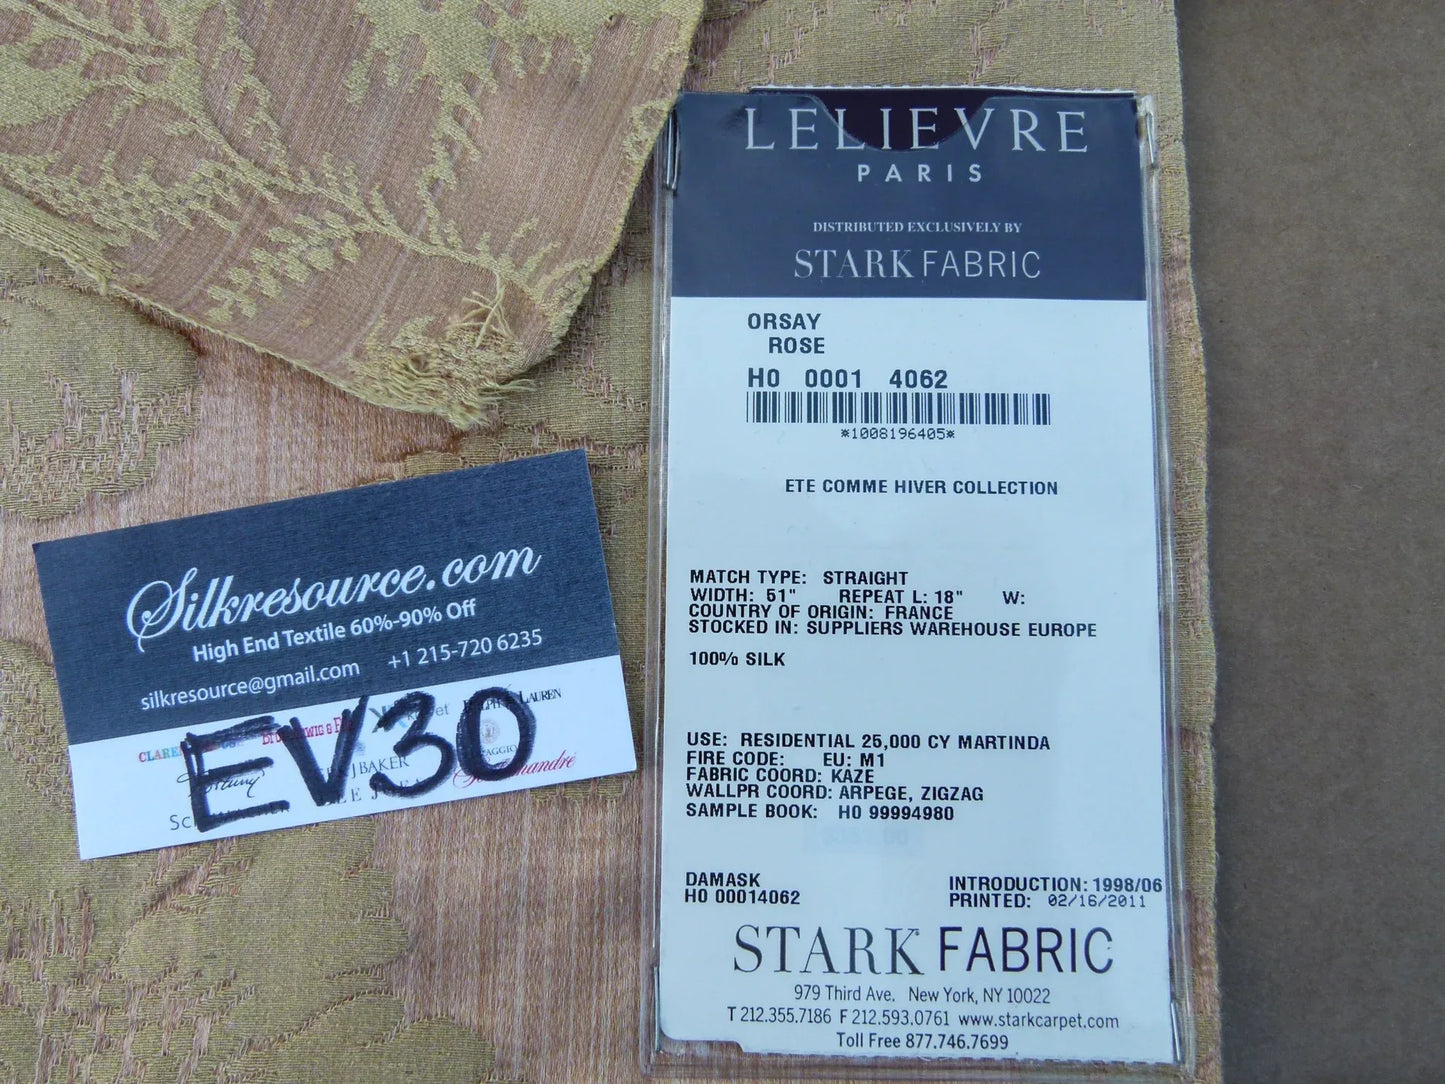 LELIEVRE
PARIS
DISTRIBUTED EXCLUSIVELY BY
STARK FABRIC
ORSAY
ROSE
HO 0001 4062
*1008196405*
ETE COMME HIVER COLLECTION
MATCH TYPE: STRAIGHT
WIDTH: 51" REPEAT L: 18" W:
COUNTRY OF ORIGIN: FRANCE
STOCKED IN: SUPPLIERS WAREHOUSE EUROPE
100% SILK
USE: RESIDENTIAL 25,000 CY MARTINDA
FIRE CODE: EU: M1
FABRIC COORD: KAZE
WALLPR COORD: ARPEGE, ZIGZAG
SAMPLE BOOK: HO 99994980
DAMASK
HO 00014062
INTRODUCTION: 1998/06
PRINTED: 02/16/2011
STARK FABRIC
979 Third Ave. New York, NY 10022
T 212.355.7186 F 212.593.0761 www.starkcarpet.com
Toll Free 877.746.7699
Silkresource.com
High End Textile 60%-90% Off
silkresource@gmail.com +1 215-720 6235
EV30
LAUREN
BAKER